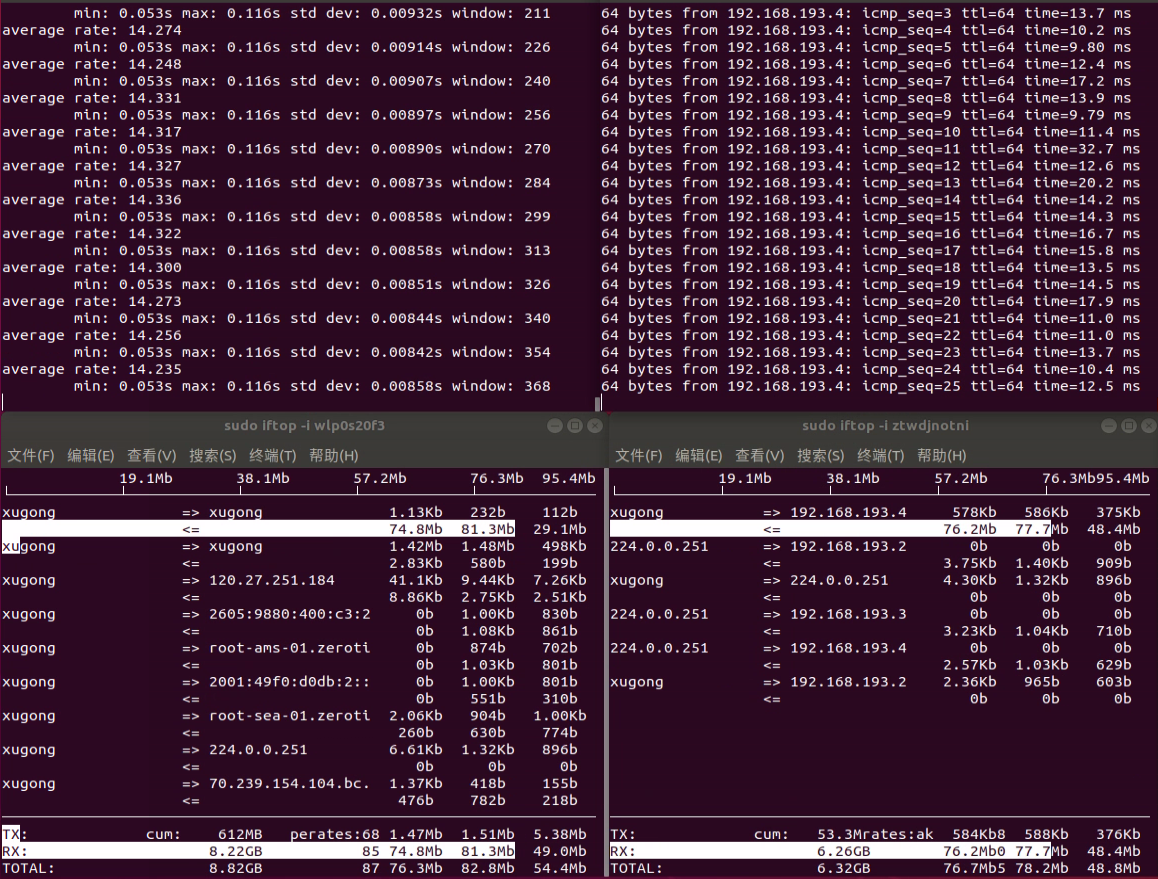 min: 0.053s max: 0.116s std dev: 0.00932s window: 211
average rate: 14.274
min: 0.053s max: 0.116s std dev: 0.00914s window: 226
average rate: 14.248
min: 0.053s max: 0.116s std dev: 0.00907s window: 240
average rate: 14.331
min: 0.053s max: 0.116s std dev: 0.00897s window: 256
average rate: 14.317
min: 0.053s max: 0.116s std dev: 0.00890s window: 270
average rate: 14.327
min: 0.053s max: 0.116s std dev: 0.00873s window: 284
average rate: 14.336
min: 0.053s max: 0.116s std dev: 0.00858s window: 299
average rate: 14.322
min: 0.053s max: 0.116s std dev: 0.00858s window: 313
average rate: 14.300
min: 0.053s max: 0.116s std dev: 0.00851s window: 326
average rate: 14.273
min: 0.053s max: 0.116s std dev: 0.00844s window: 340
average rate: 14.256
min: 0.053s max: 0.116s std dev: 0.00842s window: 354
average rate: 14.235
min: 0.053s max: 0.116s std dev: 0.00858s window: 368
64 bytes from 192.168.193.4: icmp_seq=3 ttl=64 time=13.7 ms
64 bytes from 192.168.193.4: icmp_seq=4 ttl=64 time=10.2 ms
64 bytes from 192.168.193.4: icmp_seq=5 ttl=64 time=9.80 ms
64 bytes from 192.168.193.4: icmp_seq=6 ttl=64 time=12.4 ms
64 bytes from 192.168.193.4: icmp_seq=7 ttl=64 time=17.2 ms
64 bytes from 192.168.193.4: icmp_seq=8 ttl=64 time=13.9 ms
64 bytes from 192.168.193.4: icmp_seq=9 ttl=64 time=9.79 ms
64 bytes from 192.168.193.4: icmp_seq=10 ttl=64 time=11.4 ms
64 bytes from 192.168.193.4: icmp_seq=11 ttl=64 time=32.7 ms
64 bytes from 192.168.193.4: icmp_seq=12 ttl=64 time=12.6 ms
64 bytes from 192.168.193.4: icmp_seq=13 ttl=64 time=20.2 ms
64 bytes from 192.168.193.4: icmp_seq=14 ttl=64 time=14.2 ms
64 bytes from 192.168.193.4: icmp_seq=15 ttl=64 time=14.3 ms
64 bytes from 192.168.193.4: icmp_seq=16 ttl=64 time=16.7 ms
64 bytes from 192.168.193.4: icmp_seq=17 ttl=64 time=15.8 ms
64 bytes from 192.168.193.4: icmp_seq=18 ttl=64 time=13.5 ms
64 bytes from 192.168.193.4: icmp_seq=19 ttl=64 time=14.5 ms
64 bytes from 192.168.193.4: icmp_seq=20 ttl=64 time=17.9 ms
64 bytes from 192.168.193.4: icmp_seq=21 ttl=64 time=11.0 ms
64 bytes from 192.168.193.4: icmp_seq=22 ttl=64 time=11.0 ms
64 bytes from 192.168.193.4: icmp_seq=23 ttl=64 time=13.7 ms
64 bytes from 192.168.193.4: icmp_seq=24 ttl=64 time=10.4 ms
64 bytes from 192.168.193.4: icmp_seq=25 ttl=64 time=12.5 ms
sudo iftop -i wlp0s20f3
文件(F) 编辑(E) 查看(V) 搜索(S) 终端(T) 帮助(H)
19.1Mb 38.1Mb 57.2Mb 76.3Mb 95.4Mb
xugong => xugong 1.13Kb 232b 112b
<= 74.8Mb 81.3Mb 29.1Mb
xugong => xugong 1.42Mb 1.48Mb 498Kb
<= 2.83Kb 580b 199b
xugong => 120.27.251.184 41.1Kb 9.44Kb 7.26Kb
<= 8.86Kb 2.75Kb 2.51Kb
xugong => 2605:9880:400:c3:2 0b 1.00Kb 830b
<= 0b 1.08Kb 861b
xugong => root-ams-01.zeroti 0b 874b 702b
<= 0b 1.03Kb 801b
xugong => 2001:49f0:d0db:2:: 0b 1.00Kb 801b
<= 0b 551b 310b
xugong => root-sea-01.zeroti 2.06Kb 904b 1.00Kb
<= 260b 630b 774b
xugong => 224.0.0.251 6.61Kb 1.32Kb 896b
<= 0b 0b 0b
xugong => 70.239.154.104.bc. 1.37Kb 418b 155b
<= 476b 782b 218b
TX: cum: 612MB perates:68 1.47Mb 1.51Mb 5.38Mb
RX: 8.22GB 85 74.8Mb 81.3Mb 49.0Mb
TOTAL: 8.82GB 87 76.3Mb 82.8Mb 54.4Mb
sudo iftop -i ztwdjnotni
文件(F) 编辑(E) 查看(V) 搜索(S) 终端(T) 帮助(H)
19.1Mb 38.1Mb 57.2Mb 76.3Mb95.4Mb
xugong => 192.168.193.4 578Kb 586Kb 375Kb
<= 76.2Mb 77.7Mb 48.4Mb
224.0.0.251 => 192.168.193.2 0b 0b 0b
<= 3.75Kb 1.40Kb 909b
xugong => 224.0.0.251 4.30Kb 1.32Kb 896b
<= 0b 0b 0b
224.0.0.251 => 192.168.193.3 0b 0b 0b
<= 3.23Kb 1.04Kb 710b
224.0.0.251 => 192.168.193.4 0b 0b 0b
<= 2.57Kb 1.03Kb 629b
xugong => 192.168.193.2 2.36Kb 965b 603b
<= 0b 0b 0b
TX: cum: 53.3Mrates:ak 584Kb8 588Kb 376Kb
RX: 6.26GB 76.2Mb0 77.7Mb 48.4Mb
TOTAL: 6.32GB 76.7Mb5 78.2Mb 48.8Mb